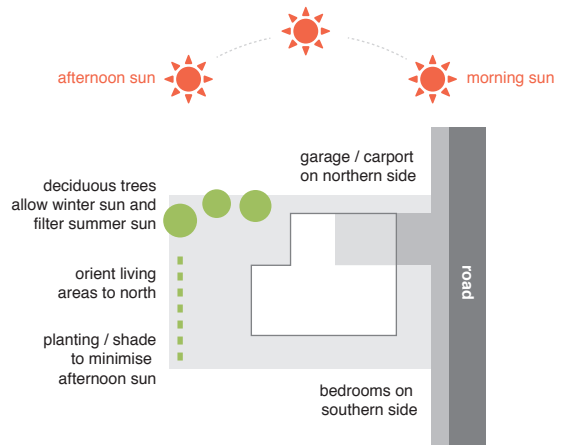 afternoon sun
morning sun
garage / carport
on northern side
deciduous trees
allow winter sun and
filter summer sun
orient living
areas to north
road
planting / shade
to minimise
afternoon sun
bedrooms on
southern side